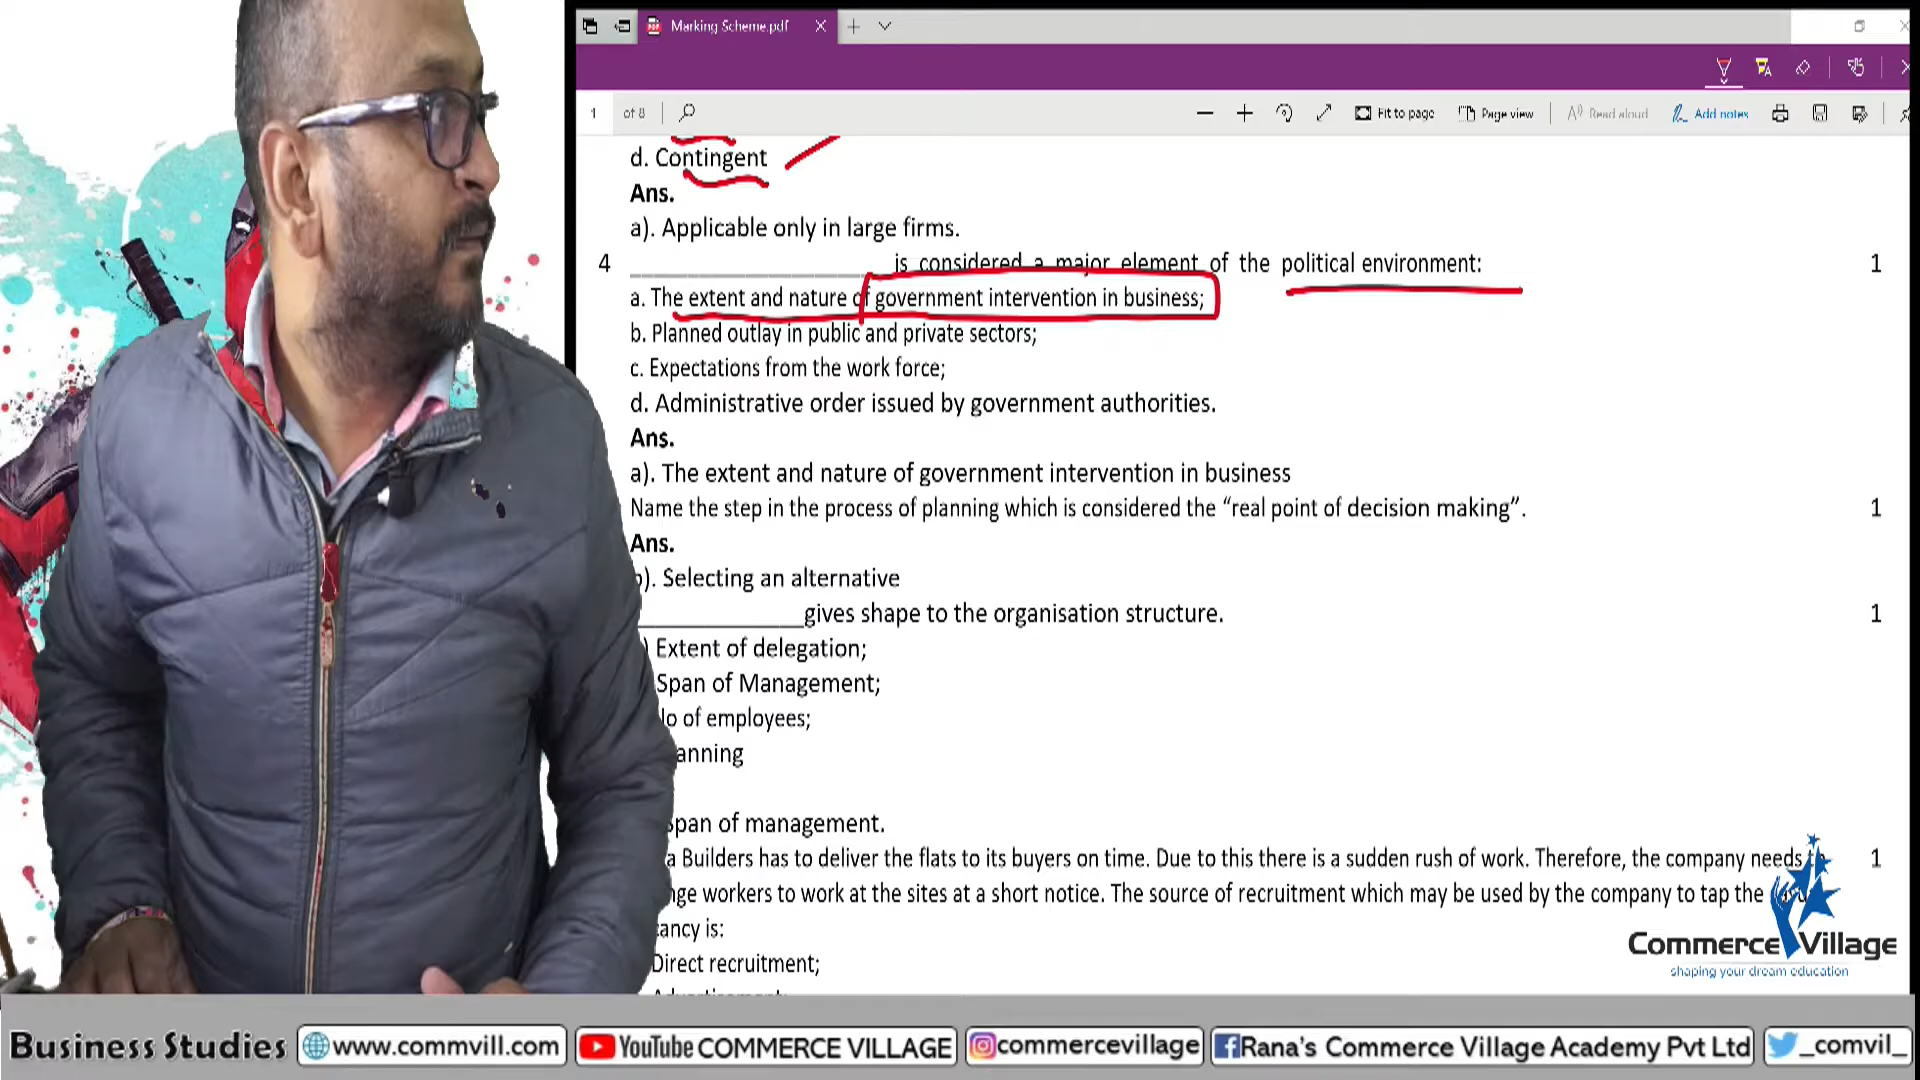 Marking Scheme.pdf
1 of 8
Fit to page
Page view
Read aloud
Add notes
d. Contingent
Ans.
a). Applicable only in large firms.
4 ____________________ is considered a major element of the political environment: 1
a. The extent and nature of government intervention in business;
b. Planned outlay in public and private sectors;
c. Expectations from the work force;
d. Administrative order issued by government authorities.
Ans.
a). The extent and nature of government intervention in business
Name the step in the process of planning which is considered the “real point of decision making”. 1
Ans.
). Selecting an alternative
_____________gives shape to the organisation structure. 1
) Extent of delegation;
Span of Management;
of employees;
anning
Span of management.
a Builders has to deliver the flats to its buyers on time. Due to this there is a sudden rush of work. Therefore, the company needs 1
nge workers to work at the sites at a short notice. The source of recruitment which may be used by the company to tap the
cancy is:
Direct recruitment;
Commerce Village
shaping your dream education
Business Studies
www.commvill.com
YouTube COMMERCE VILLAGE
commercevillage
Rana's Commerce Village Academy Pvt Ltd
_comvil_